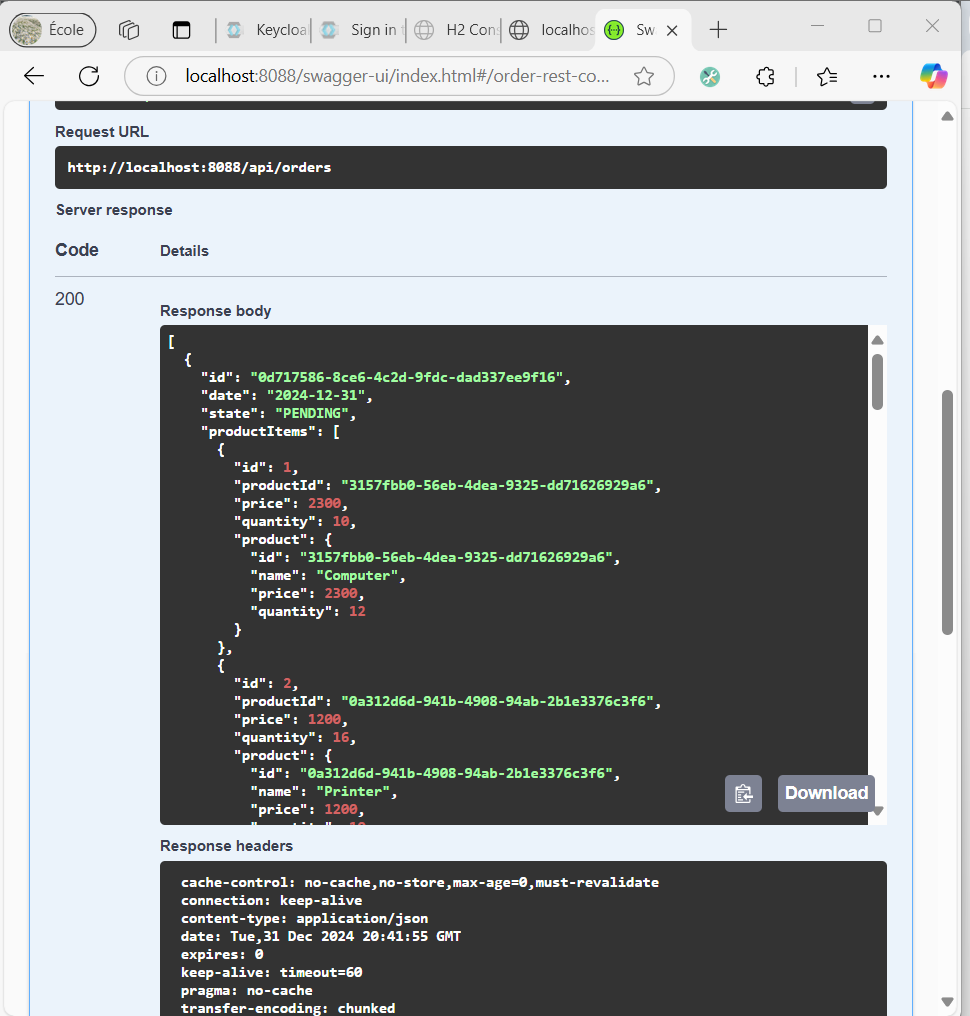 École
Keycloa
Sign in
H2 Con
localhos
Sw
localhost:8088/swagger-ui/index.html#/order-rest-co...
Request URL
http://localhost:8088/api/orders
Server response
Code
Details
200
Response body
[
{
"id": "0d717586-8ce6-4c2d-9fdc-dad337ee9f16",
"date": "2024-12-31",
"state": "PENDING",
"productItems": [
{
"id": 1,
"productId": "3157fbb0-56eb-4dea-9325-dd71626929a6",
"price": 2300,
"quantity": 10,
"product": {
"id": "3157fbb0-56eb-4dea-9325-dd71626929a6",
"name": "Computer",
"price": 2300,
"quantity": 12
}
},
{
"id": 2,
"productId": "0a312d6d-941b-4908-94ab-2b1e3376c3f6",
"price": 1200,
"quantity": 16,
"product": {
"id": "0a312d6d-941b-4908-94ab-2b1e3376c3f6",
"name": "Printer",
"price": 1200,
Download
Response headers
cache-control: no-cache,no-store,max-age=0,must-revalidate
connection: keep-alive
content-type: application/json
date: Tue,31 Dec 2024 20:41:55 GMT
expires: 0
keep-alive: timeout=60
pragma: no-cache
transfer-encoding: chunked